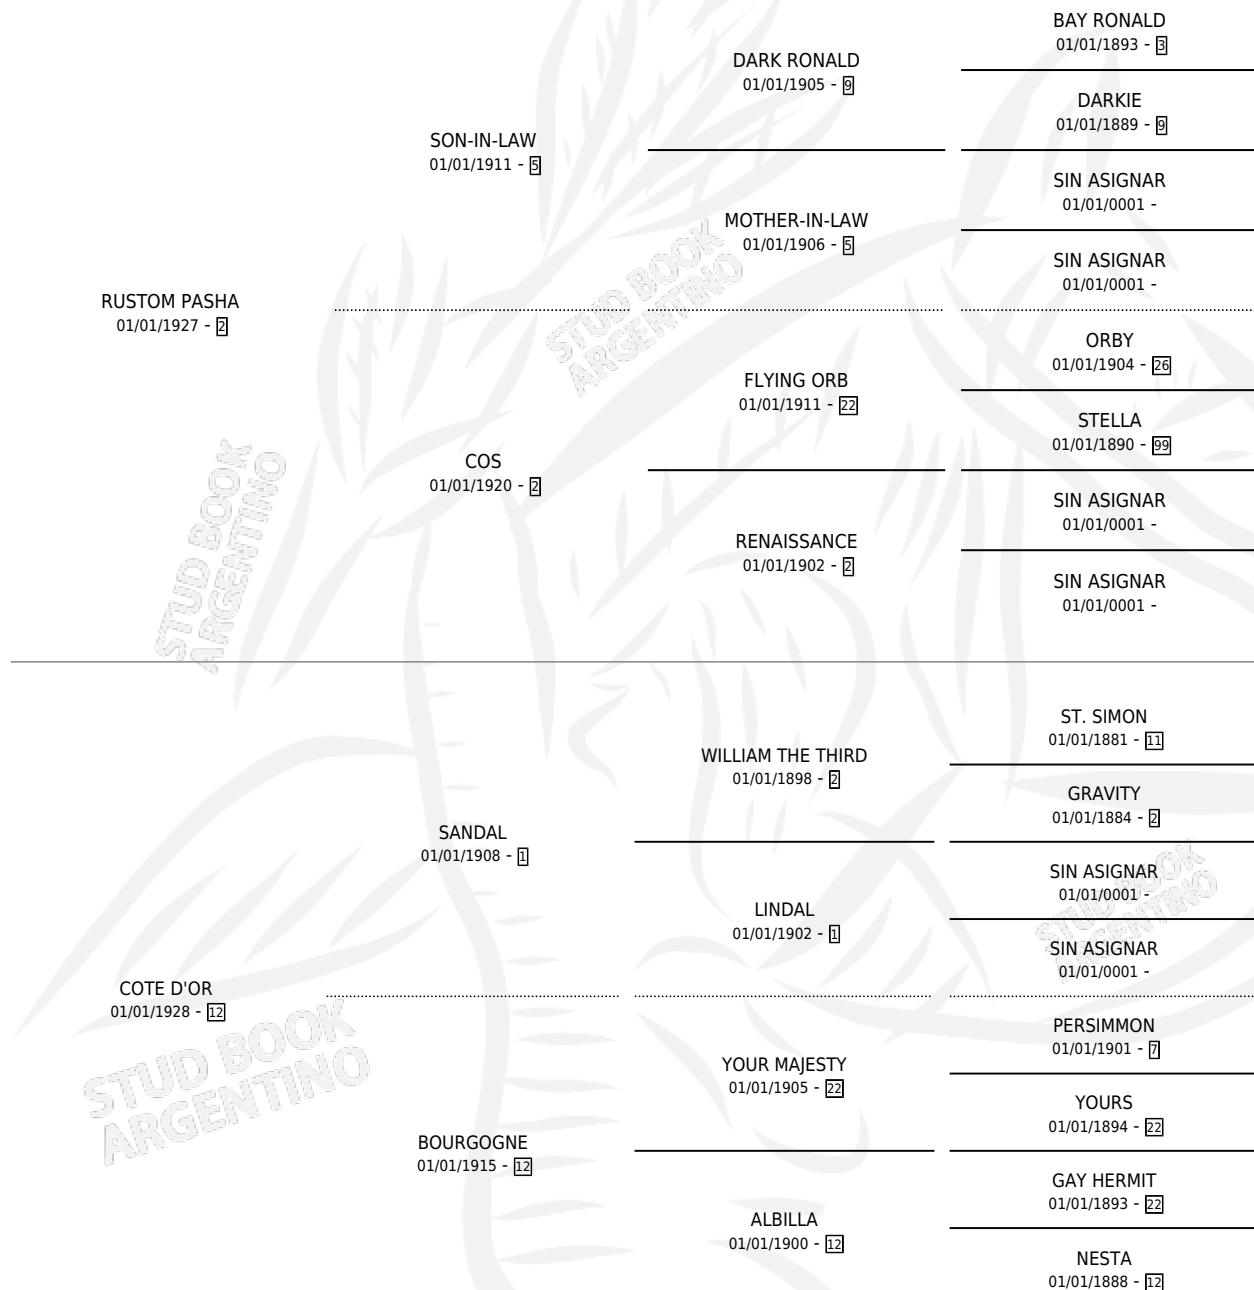 BAY RONALD
01/01/1893 - 3
DARK RONALD
01/01/1905 - 9
DARKIE
01/01/1889 - 9
SON-IN-LAW
01/01/1911 - 5
SIN ASIGNAR
01/01/0001 -
MOTHER-IN-LAW
01/01/1906 - 5
SIN ASIGNAR
01/01/0001 -
RUSTOM PASHA
01/01/1927 - 2
STUD BOOK
ARGENTINO
ORBY
01/01/1904 - 26
FLYING ORB
01/01/1911 - 22
STELLA
01/01/1890 - 99
COS
01/01/1920 - 2
SIN ASIGNAR
01/01/0001 -
RENAISSANCE
01/01/1902 - 2
SIN ASIGNAR
01/01/0001 -
STUD BOOK
ARGENTINO
ST. SIMON
01/01/1881 - 11
WILLIAM THE THIRD
01/01/1898 - 2
GRAVITY
01/01/1884 - 2
SANDAL
01/01/1908 - 1
SIN ASIGNAR
01/01/0001 -
LINDAL
01/01/1902 - 1
SIN ASIGNAR
01/01/0001 -
STUD BOOK
ARGENTINO
COTE D'OR
01/01/1928 - 12
PERSIMMON
01/01/1901 - 7
YOUR MAJESTY
01/01/1905 - 22
YOURS
01/01/1894 - 22
STUD BOOK
ARGENTINO
BOURGOGNE
01/01/1915 - 12
GAY HERMIT
01/01/1893 - 22
ALBILLA
01/01/1900 - 12
NESTA
01/01/1888 - 12